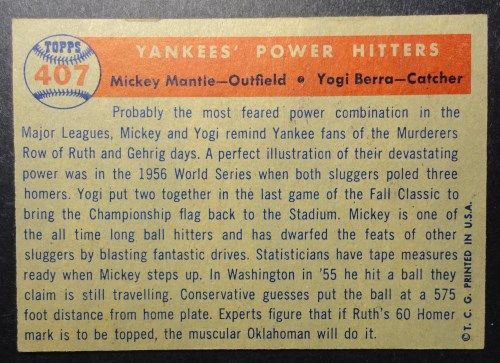 TOPPS
407
YANKEES' POWER HITTERS
Mickey Mantle—Outfield • Yogi Berra—Catcher
Probably the most feared power combination in the
Major Leagues, Mickey and Yogi remind Yankee fans of the Murderers
Row of Ruth and Gehrig days. A perfect illustration of their devastating
power was in the 1956 World Series when both sluggers poled three
homers. Yogi put two together in the last game of the Fall Classic to
bring the Championship flag back to the Stadium. Mickey is one of
the all time long ball hitters and has dwarfed the feats of other
sluggers by blasting fantastic drives. Statisticians have tape measures
ready when Mickey steps up. In Washington in '55 he hit a ball they
claim is still travelling. Conservative guesses put the ball at a 575
foot distance from home plate. Experts figure that if Ruth's 60 Homer
mark is to be topped, the muscular Oklahoman will do it.
© T. C. G. PRINTED IN U.S.A.